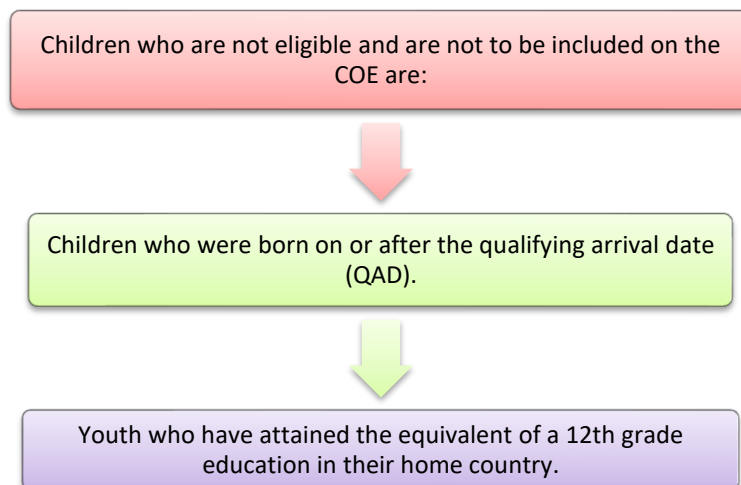 Children who are not eligible and are not to be included on the
COE are:
Children who were born on or after the qualifying arrival date
(QAD).
Youth who have attained the equivalent of a 12th grade
education in their home country.